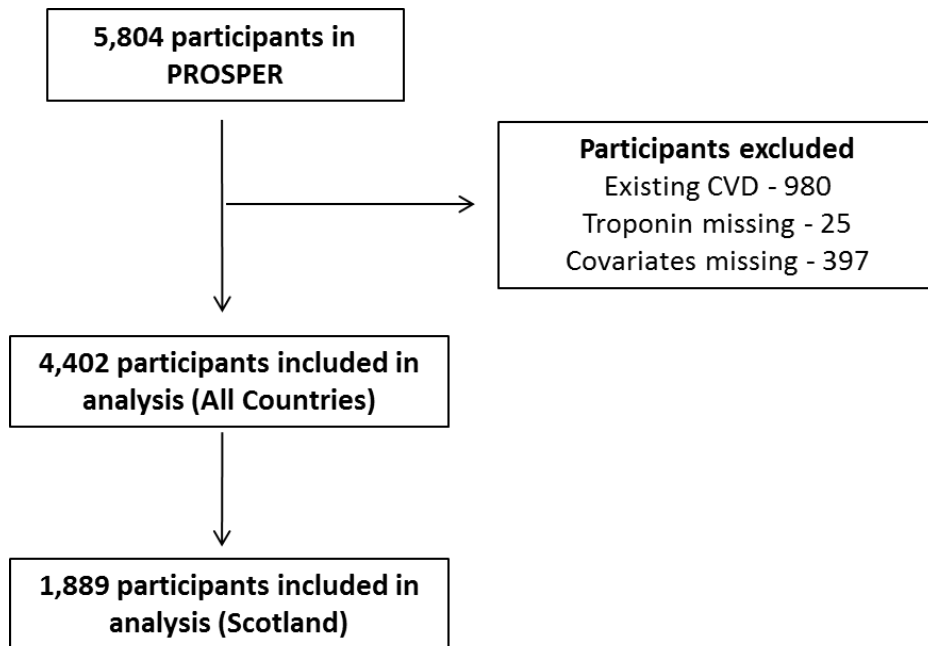 5,804 participants in
PROSPER
Participants excluded
Existing CVD - 980
Troponin missing - 25
Covariates missing - 397
4,402 participants included in
analysis (All Countries)
1,889 participants included in
analysis (Scotland)